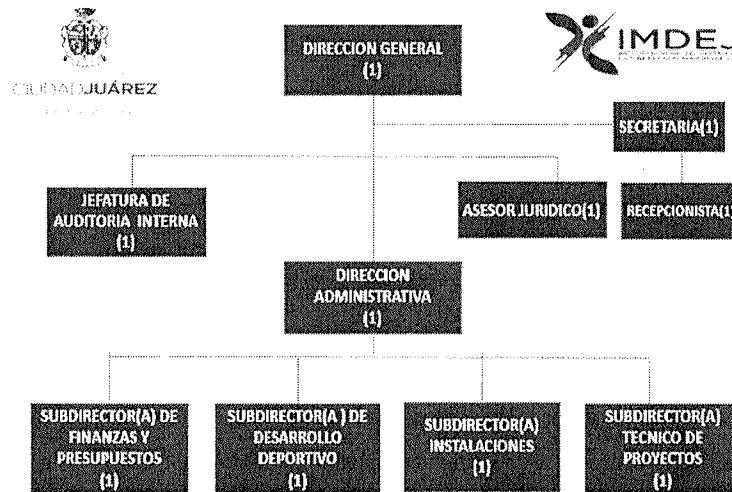 CIUDAD JUÁREZ
IMDEJ
DIRECCION GENERAL
(1)
SECRETARIA(1)
JEFATURA DE
AUDITORIA INTERNA
(1)
ASESOR JURIDICO(1)
RECEPCIONISTA(1)
DIRECCION
ADMINISTRATIVA
(1)
SUBDIRECTOR(A) DE
FINANZAS Y
PRESUPUESTOS
(1)
SUBDIRECTOR(A ) DE
DESARROLLO
DEPORTIVO
(1)
SUBDIRECTOR(A)
INSTALACIONES
(1)
SUBDIRECTOR(A)
TECNICO DE
PROYECTOS
(1)